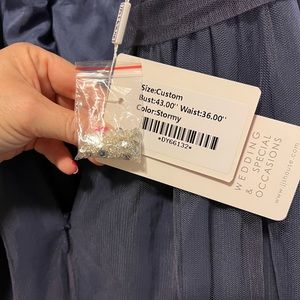 Size:Custom
Bust:43.00" Waist:36.00"
Color:Stormy
*DY66132*
WEDDING
& SPECIAL
OCCASIONS
www.jjshouse.com